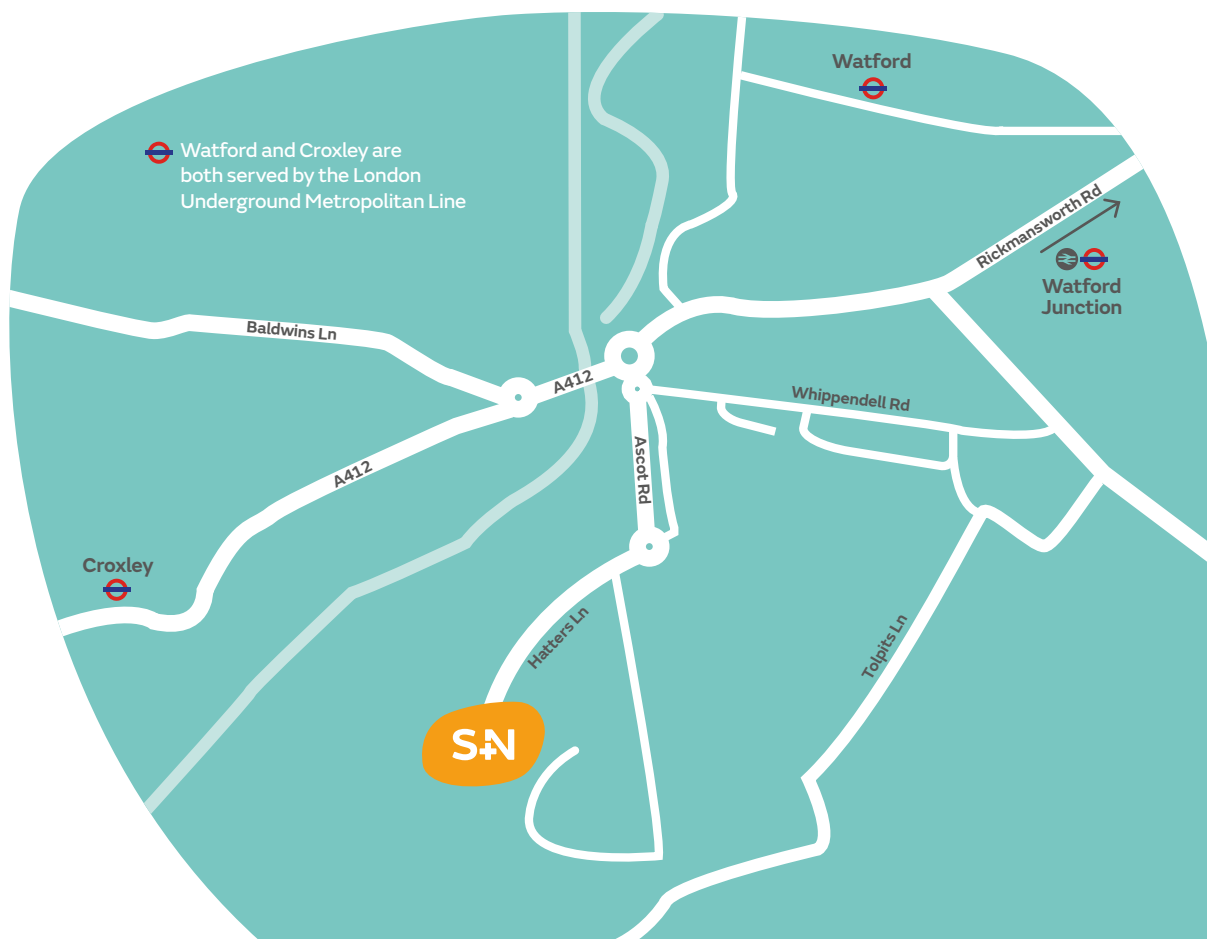 Watford
Watford and Croxley are
both served by the London
Underground Metropolitan Line
Rickmansworth Rd
Watford
Junction
Baldwins Ln
A412
Whippendell Rd
Ascot Rd
A412
Croxley
Hatters Ln
Tolpits Ln
S+N